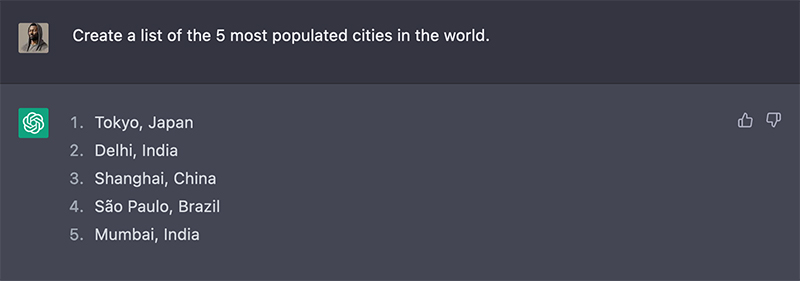 Create a list of the 5 most populated cities in the world.
1. Tokyo, Japan
2. Delhi, India
3. Shanghai, China
4. São Paulo, Brazil
5. Mumbai, India